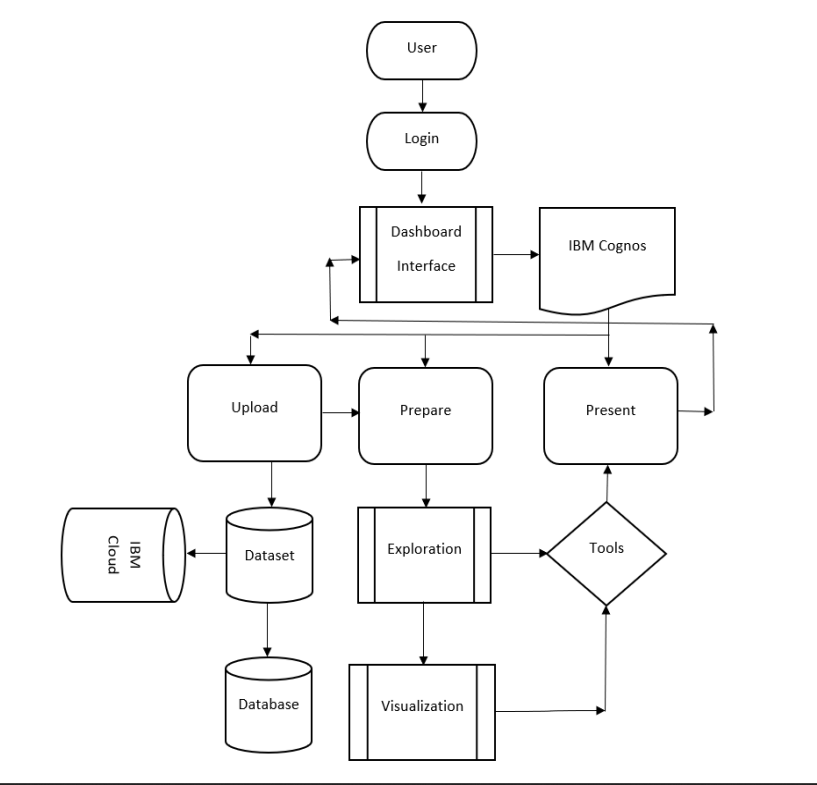 User
Login
Dashboard
Interface
IBM Cognos
Upload
Prepare
Present
IBM
Cloud
Dataset
Exploration
Tools
Database
Visualization